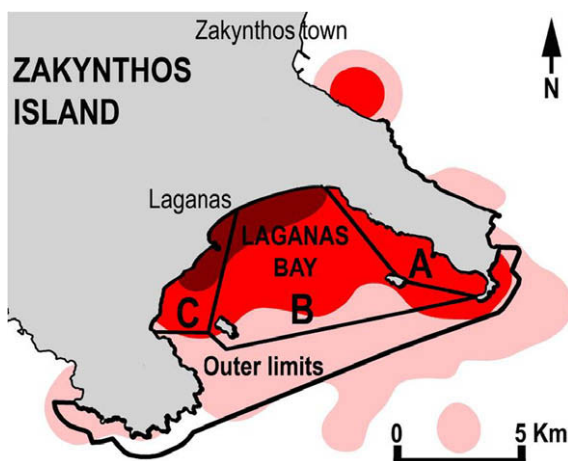 Zakynthos town
ZAKYNTHOS
ISLAND
N
Laganas
LAGANAS
BAY
A
C
B
Outer limits
0 5 Km